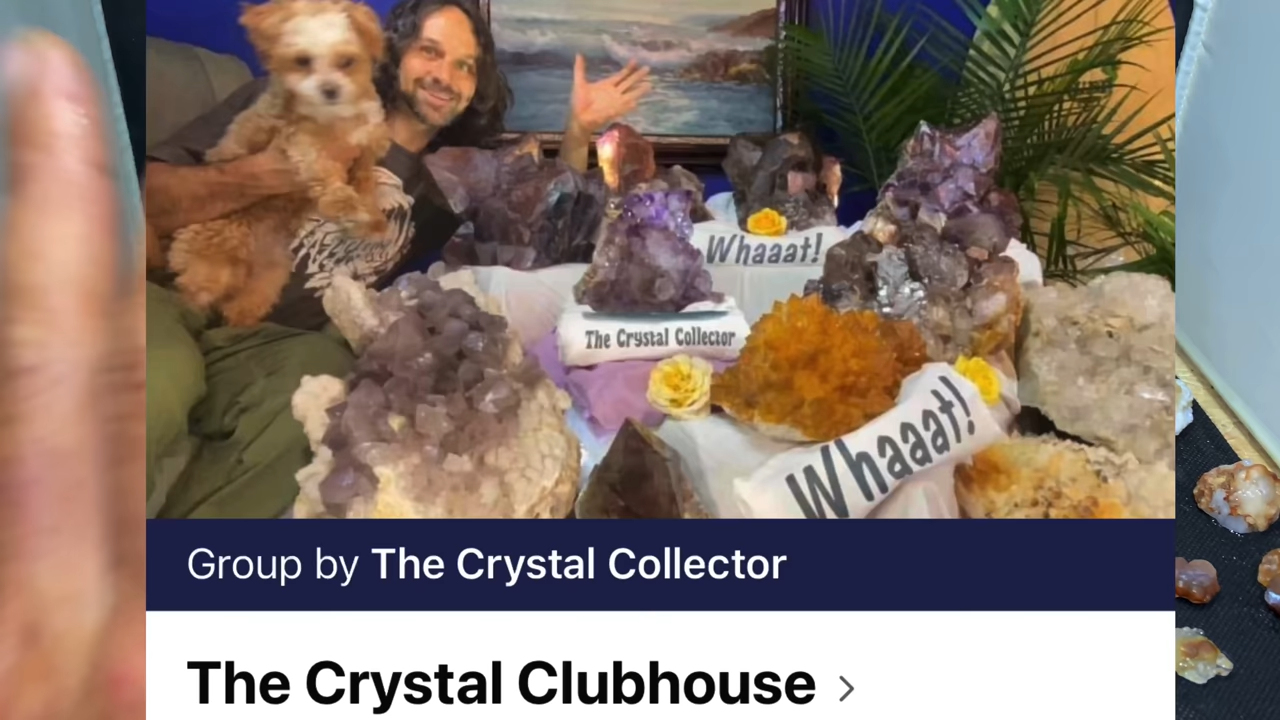 Whaaat!
The Crystal Collector
Whaaat!
Group by The Crystal Collector
The Crystal Clubhouse